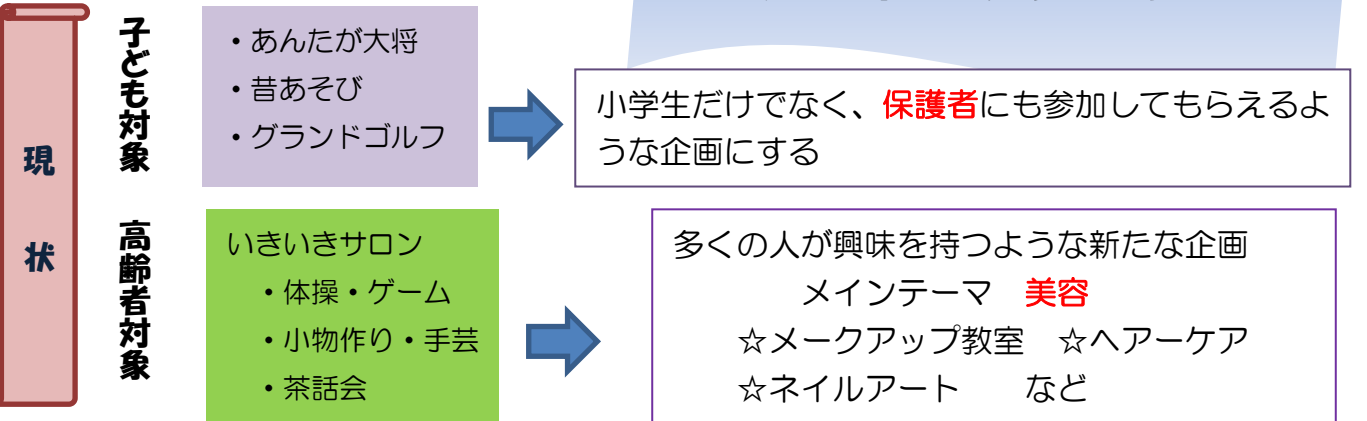 現状
子ども対象
・あんたが大将
・昔あそび
・グランドゴルフ
小学生だけでなく、保護者にも参加してもらえるよ
うな企画にする
高齢者対象
いきいきサロン
・体操・ゲーム
・小物作り・手芸
・茶話会
多くの人が興味を持つような新たな企画
メインテーマ　美容
☆メークアップ教室　☆ヘアーケア
☆ネイルアート　　など